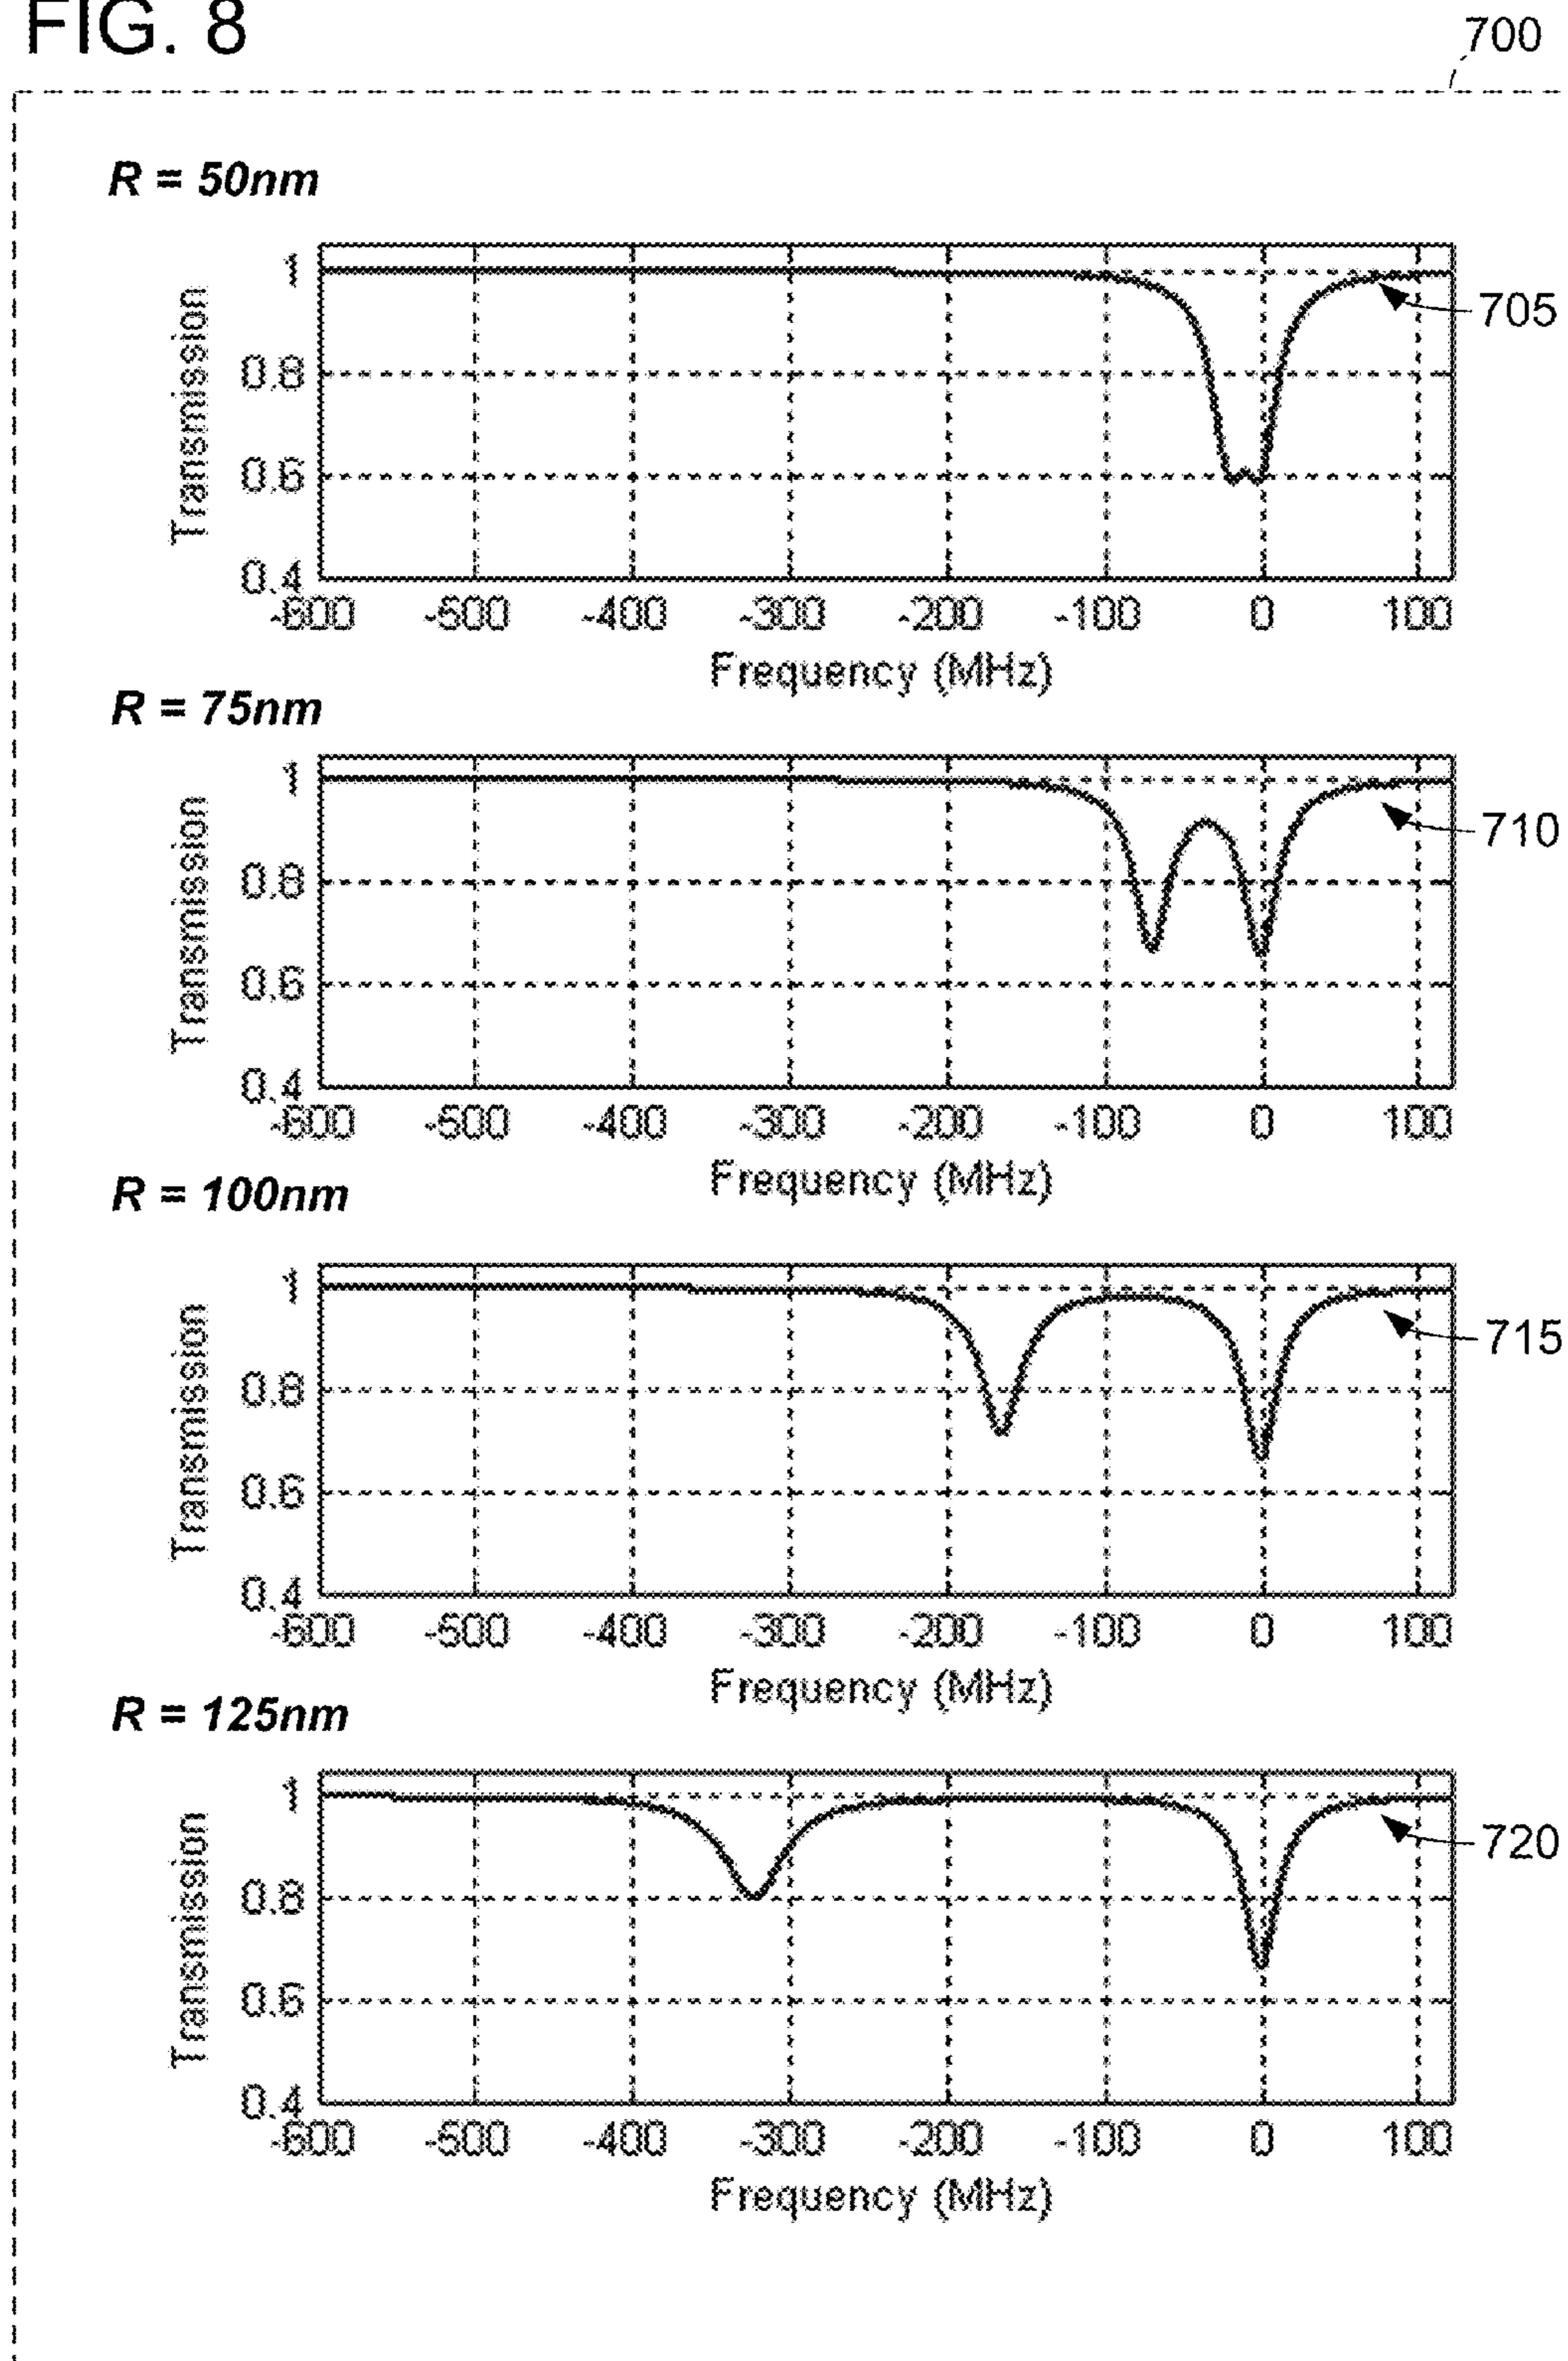 FIG. 8
700
R = 50nm
1
0.8
0.6
0.4
Transmission
705
-600 -500 -400 -300 -200 -100 0 100
Frequency (MHz)
R = 75nm
1
0.8
0.6
0.4
Transmission
710
-600 -500 -400 -300 -200 -100 0 100
Frequency (MHz)
R = 100nm
1
0.8
0.6
0.4
Transmission
715
-600 -500 -400 -300 -200 -100 0 100
Frequency (MHz)
R = 125nm
1
0.8
0.6
0.4
Transmission
720
-600 -500 -400 -300 -200 -100 0 100
Frequency (MHz)